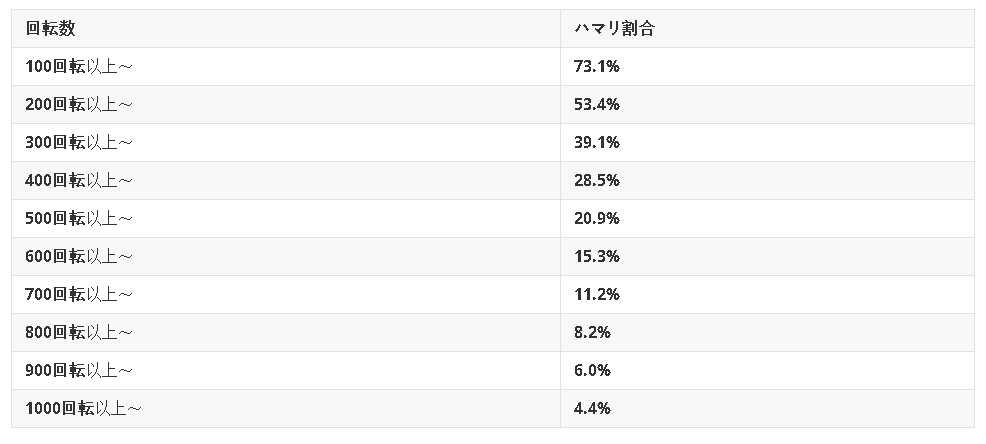 回転数 ハマリ割合
100回転以上～ 73.1%
200回転以上～ 53.4%
300回転以上～ 39.1%
400回転以上～ 28.5%
500回転以上～ 20.9%
600回転以上～ 15.3%
700回転以上～ 11.2%
800回転以上～ 8.2%
900回転以上～ 6.0%
1000回転以上～ 4.4%